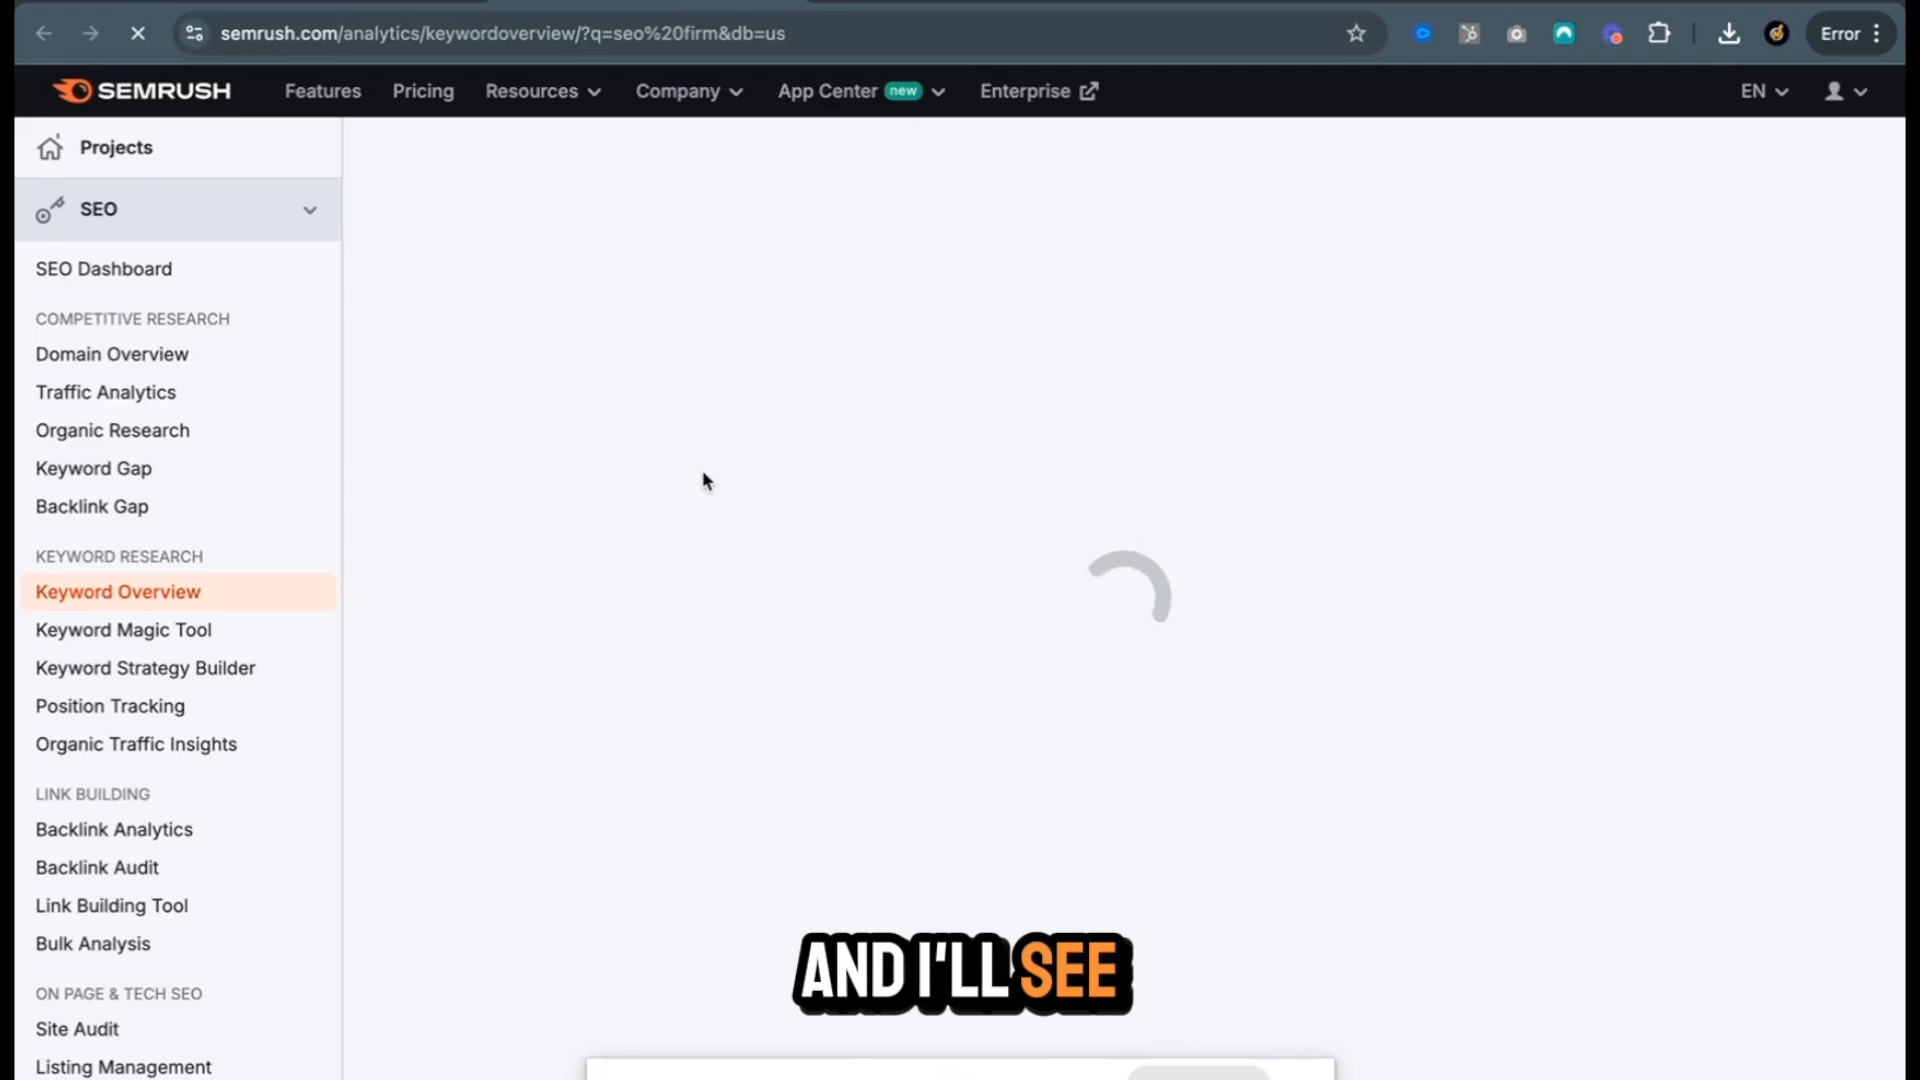 semrush.com/analytics/keywordoverview/?q=seo%20firm&db=us
Error
SEMRUSH
Features
Pricing
Resources
Company
App Center new
Enterprise
EN
Projects
SEO
SEO Dashboard
COMPETITIVE RESEARCH
Domain Overview
Traffic Analytics
Organic Research
Keyword Gap
Backlink Gap
KEYWORD RESEARCH
Keyword Overview
Keyword Magic Tool
Keyword Strategy Builder
Position Tracking
Organic Traffic Insights
LINK BUILDING
Backlink Analytics
Backlink Audit
Link Building Tool
Bulk Analysis
ON PAGE & TECH SEO
Site Audit
Listing Management
AND I'LL SEE